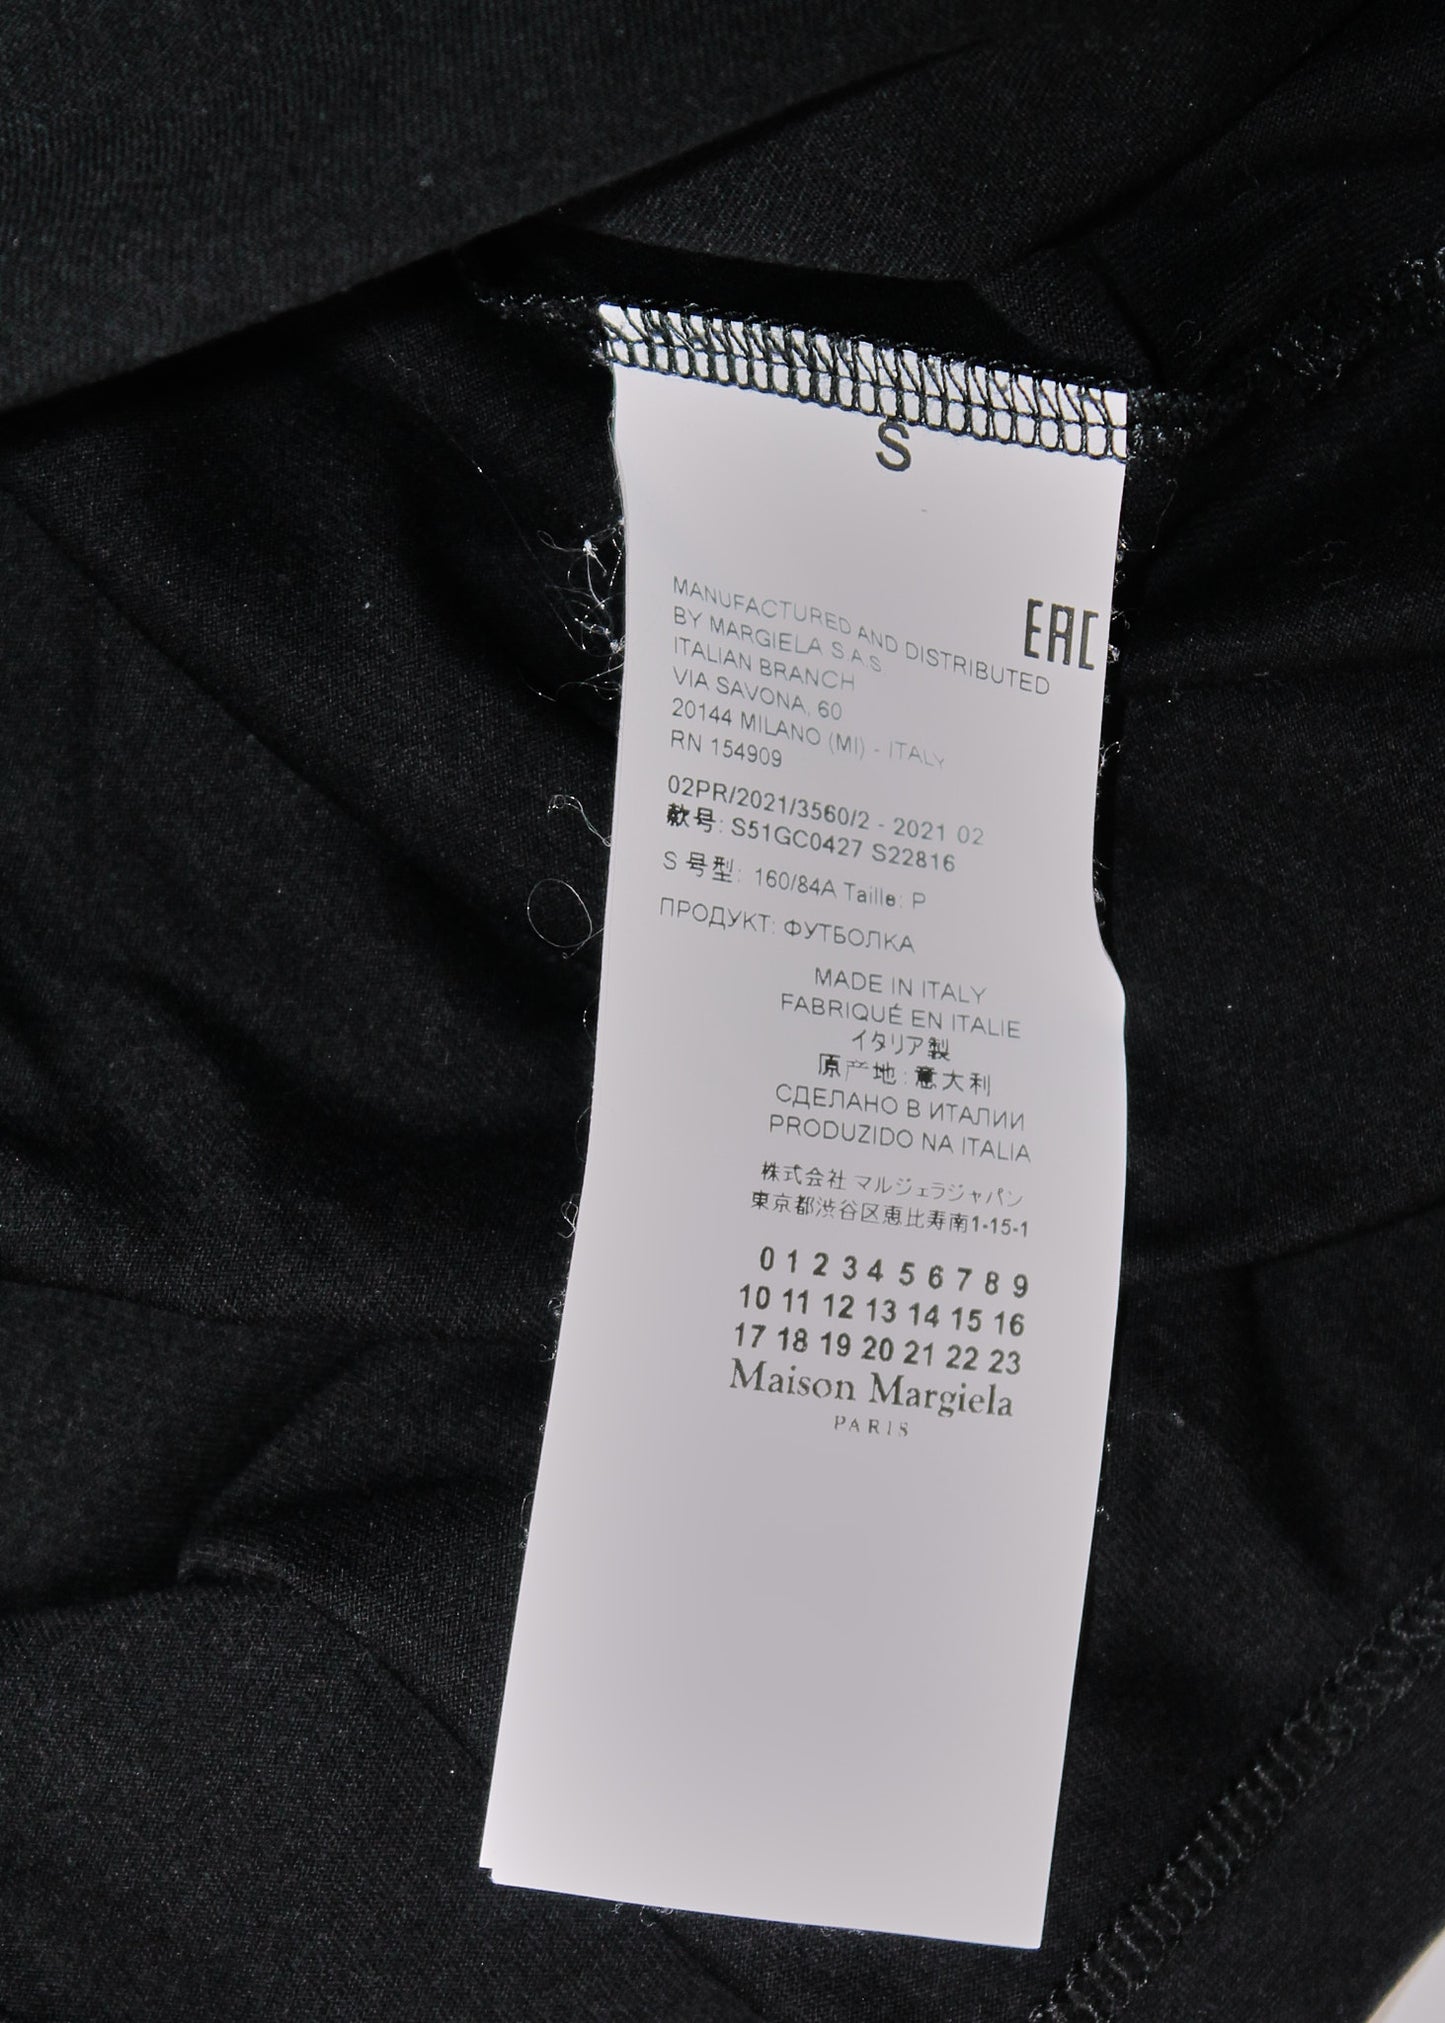 S
EAC
MANUFACTURED AND DISTRIBUTED
BY MARGIELA S.A.S.
ITALIAN BRANCH
VIA SAVONA, 60
20144 MILANO (MI) - ITALY
RN 154909
02PR/2021/3560/2 - 2021 02
款号: S51GC0427 S22816
S 号型: 160/84A Taille: P
ПРОДУКТ: ФУТБОЛКА
MADE IN ITALY
FABRIQUÉ EN ITALIE
イタリア製
原产地:意大利
СДЕЛАНО В ИТАЛИИ
PRODUZIDO NA ITALIA
株式会社 マルジェラジャパン
東京都渋谷区恵比寿南1-15-1
0 1 2 3 4 5 6 7 8 9
10 11 12 13 14 15 16
17 18 19 20 21 22 23
Maison Margiela
PARIS